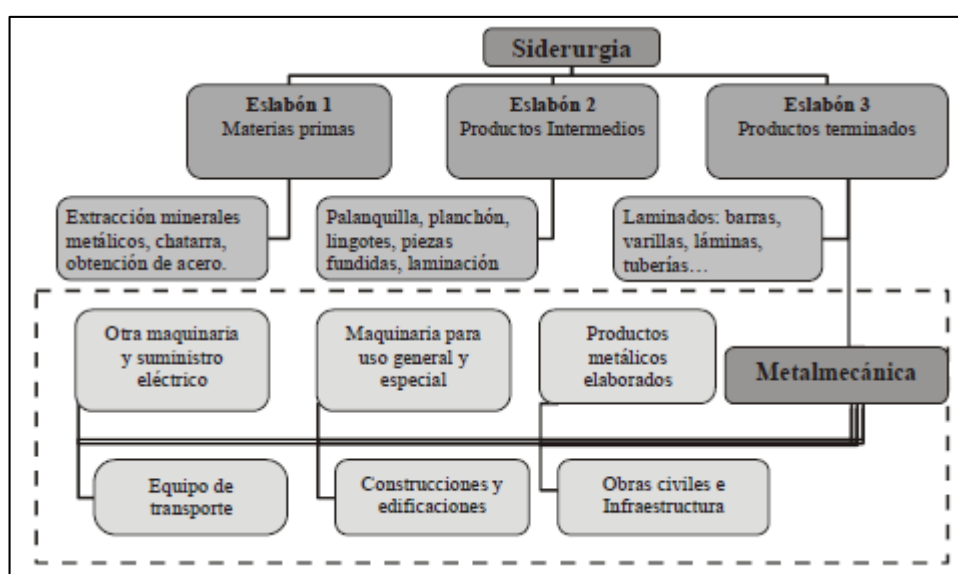 Siderurgia
Eslabón 1
Materias primas
Eslabón 2
Productos Intermedios
Eslabón 3
Productos terminados
Extracción minerales
metálicos, chatarra,
obtención de acero.
Palanquilla, planchón,
lingotes, piezas
fundidas, laminación
Laminados: barras,
varillas, láminas,
tuberías…
Otra maquinaria
y suministro
eléctrico
Maquinaria para
uso general y
especial
Productos
metálicos
elaborados
Metalmecánica
Equipo de
transporte
Construcciones y
edificaciones
Obras civiles e
Infraestructura